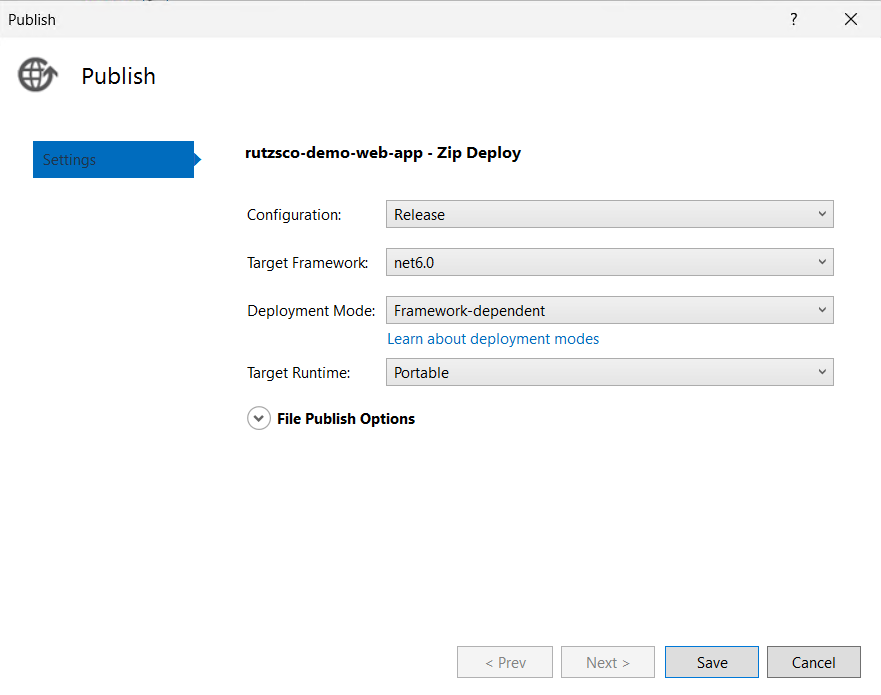 Publish
?
Publish
Settings
rutzsco-demo-web-app - Zip Deploy
Configuration: Release
Target Framework: net6.0
Deployment Mode: Framework-dependent
Learn about deployment modes
Target Runtime: Portable
File Publish Options
< Prev Next > Save Cancel